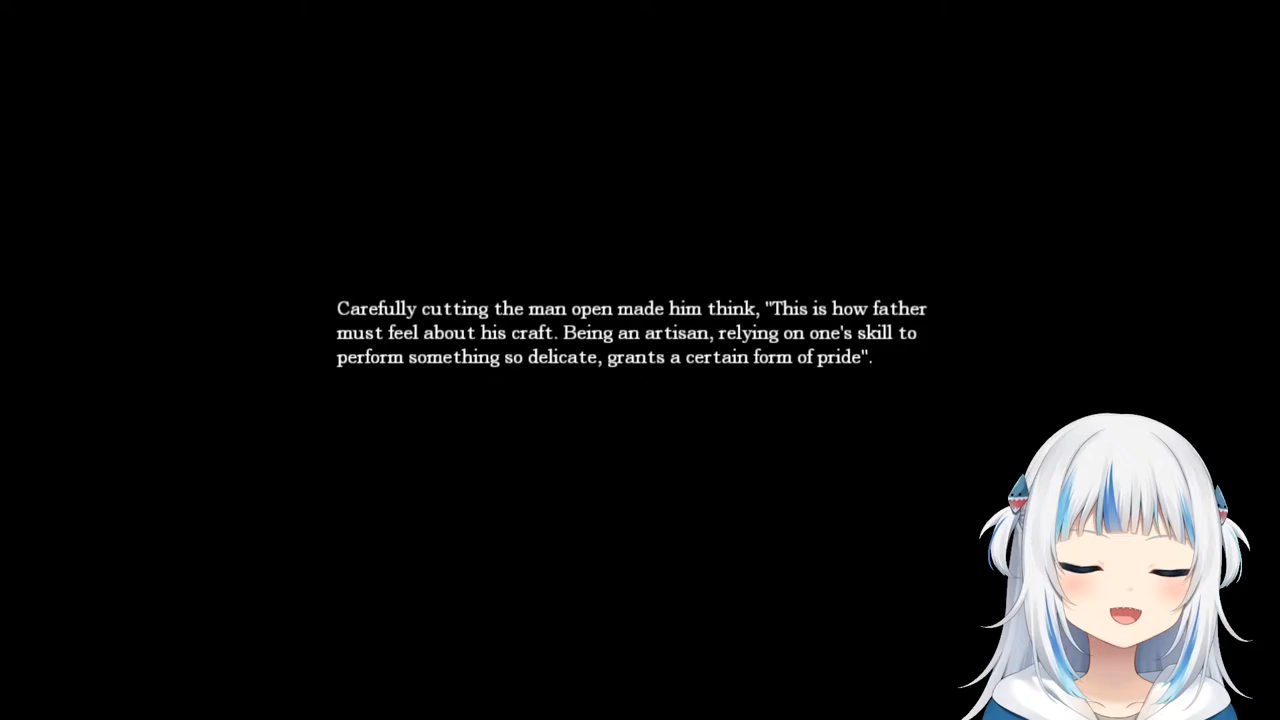 Carefully cutting the man open made him think, "This is how father
must feel about his craft. Being an artisan, relying on one's skill to
perform something so delicate, grants a certain form of pride".